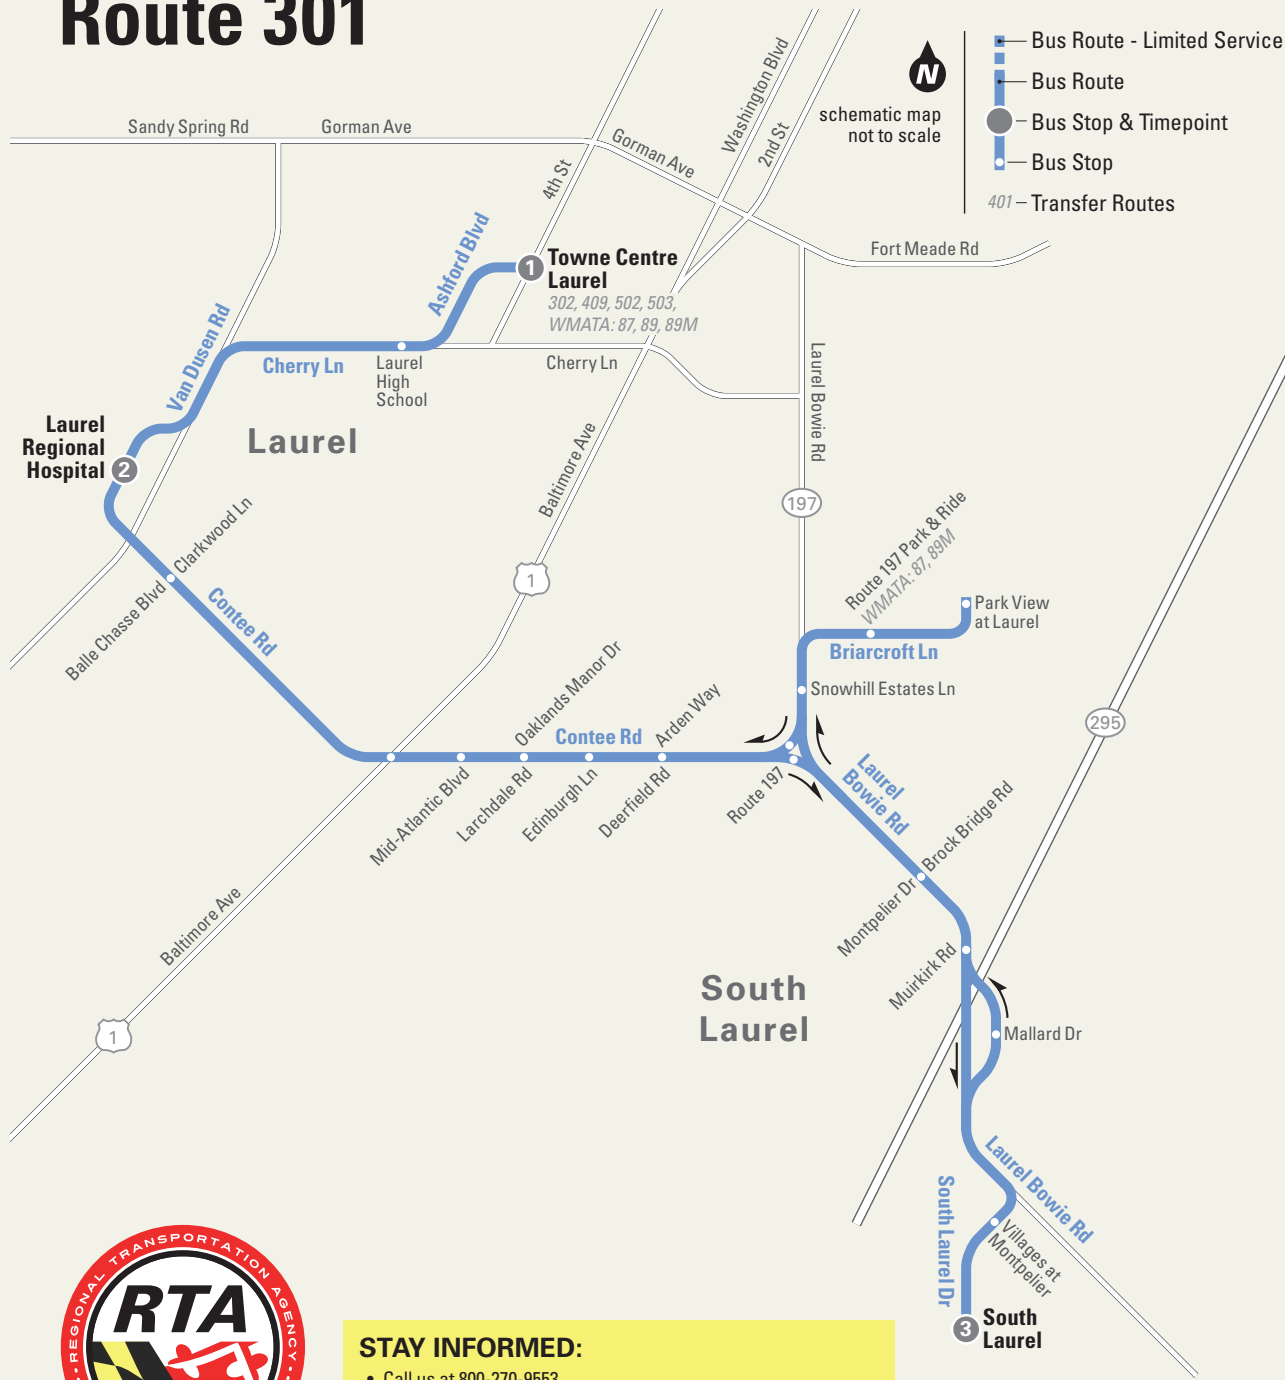 Route 301
Bus Route - Limited Service
Bus Route
Bus Stop & Timepoint
Bus Stop
401 – Transfer Routes
N
schematic map
not to scale
Sandy Spring Rd
Gorman Ave
Gorman Ave
4th St
Washington Blvd
2nd St
Fort Meade Rd
Ashford Blvd
1
Towne Centre
Laurel
302, 409, 502, 503,
WMATA: 87, 89, 89M
Van Dusen Rd
Cherry Ln
Laurel
High
School
Cherry Ln
Laurel Bowie Rd
Laurel
Regional
Hospital
2
Laurel
Baltimore Ave
197
Clarkwood Ln
Balle Chasse Blvd
Contee Rd
1
Route 197 Park & Ride
WMATA: 87, 89M
Park View
at Laurel
Briarcroft Ln
Snowhill Estates Ln
295
Oaklands Manor Dr
Contee Rd
Arden Way
Mid-Atlantic Blvd
Larchdale Rd
Edinburgh Ln
Deerfield Rd
Route 197
Laurel
Bowie Rd
Brock Bridge Rd
Montpelier Dr
Muirkirk Rd
Baltimore Ave
1
South
Laurel
Mallard Dr
Laurel Bowie Rd
South Laurel Dr
Villages at
Montpelier
3
South
Laurel
REGIONAL TRANSPORTATION AGENCY
RTA
STAY INFORMED:
• Call us at 800-270-9553